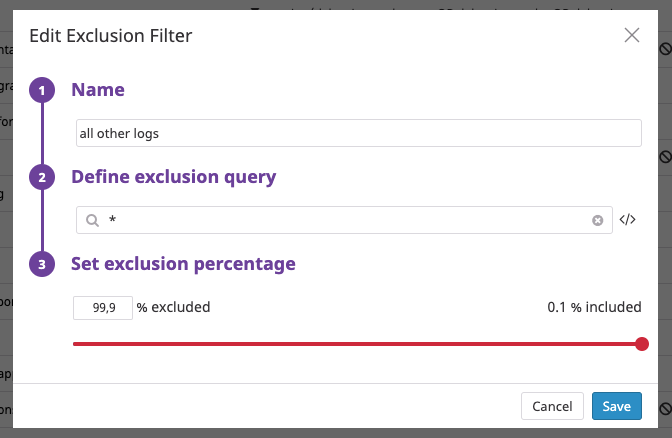 Edit Exclusion Filter
1 Name
all other logs
2 Define exclusion query
*
</>
3 Set exclusion percentage
99,9 % excluded
0.1 % included
Cancel
Save